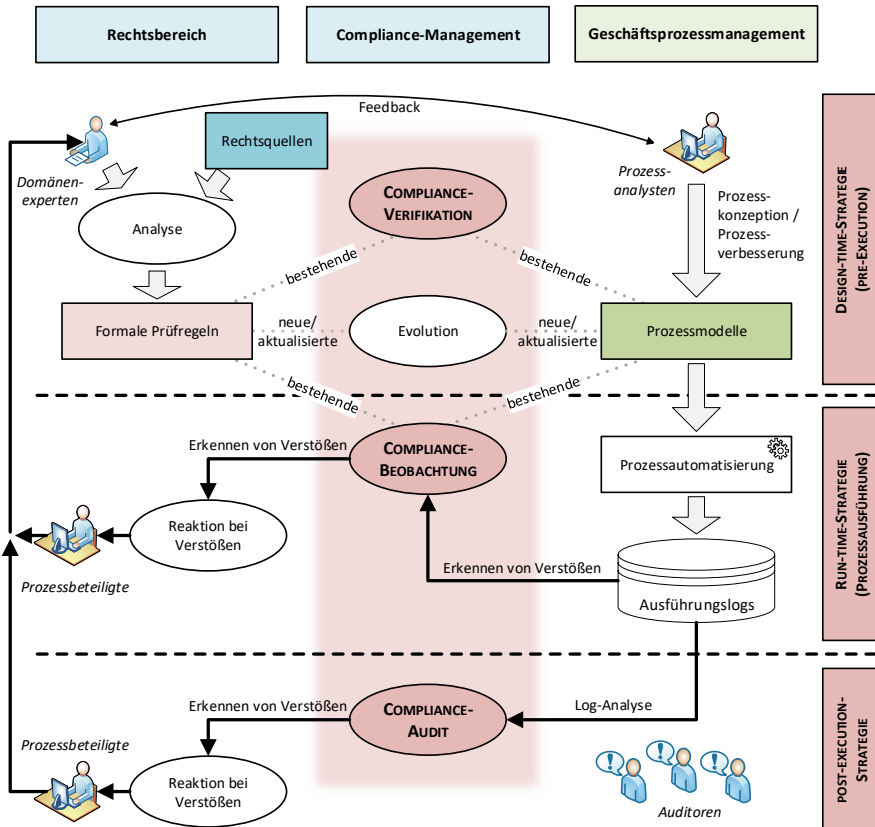 Rechtsbereich
Compliance-Management
Geschäftsprozessmanagement
Feedback
Rechtsquellen
Domänen-
experten
Prozess-
analysten
COMPLIANCE-
VERIFIKATION
Prozess-
konzeption /
Prozess-
verbesserung
Analyse
bestehende
bestehende
Formale Prüfregeln
neue/
aktualisierte
Evolution
neue/
aktualisierte
Prozessmodelle
bestehende
bestehende
DESIGN-TIME-STRATEGIE
(PRE-EXECUTION)
Erkennen von Verstößen
COMPLIANCE-
BEOBACHTUNG
Prozessautomatisierung
Reaktion bei
Verstößen
Prozessbeteiligte
Erkennen von Verstößen
Ausführungslogs
RUN-TIME-STRATEGIE
(PROZESSAUSFÜHRUNG)
Erkennen von Verstößen
COMPLIANCE-
AUDIT
Log-Analyse
Prozessbeteiligte
Reaktion bei
Verstößen
Auditoren
POST-EXECUTION-
STRATEGIE